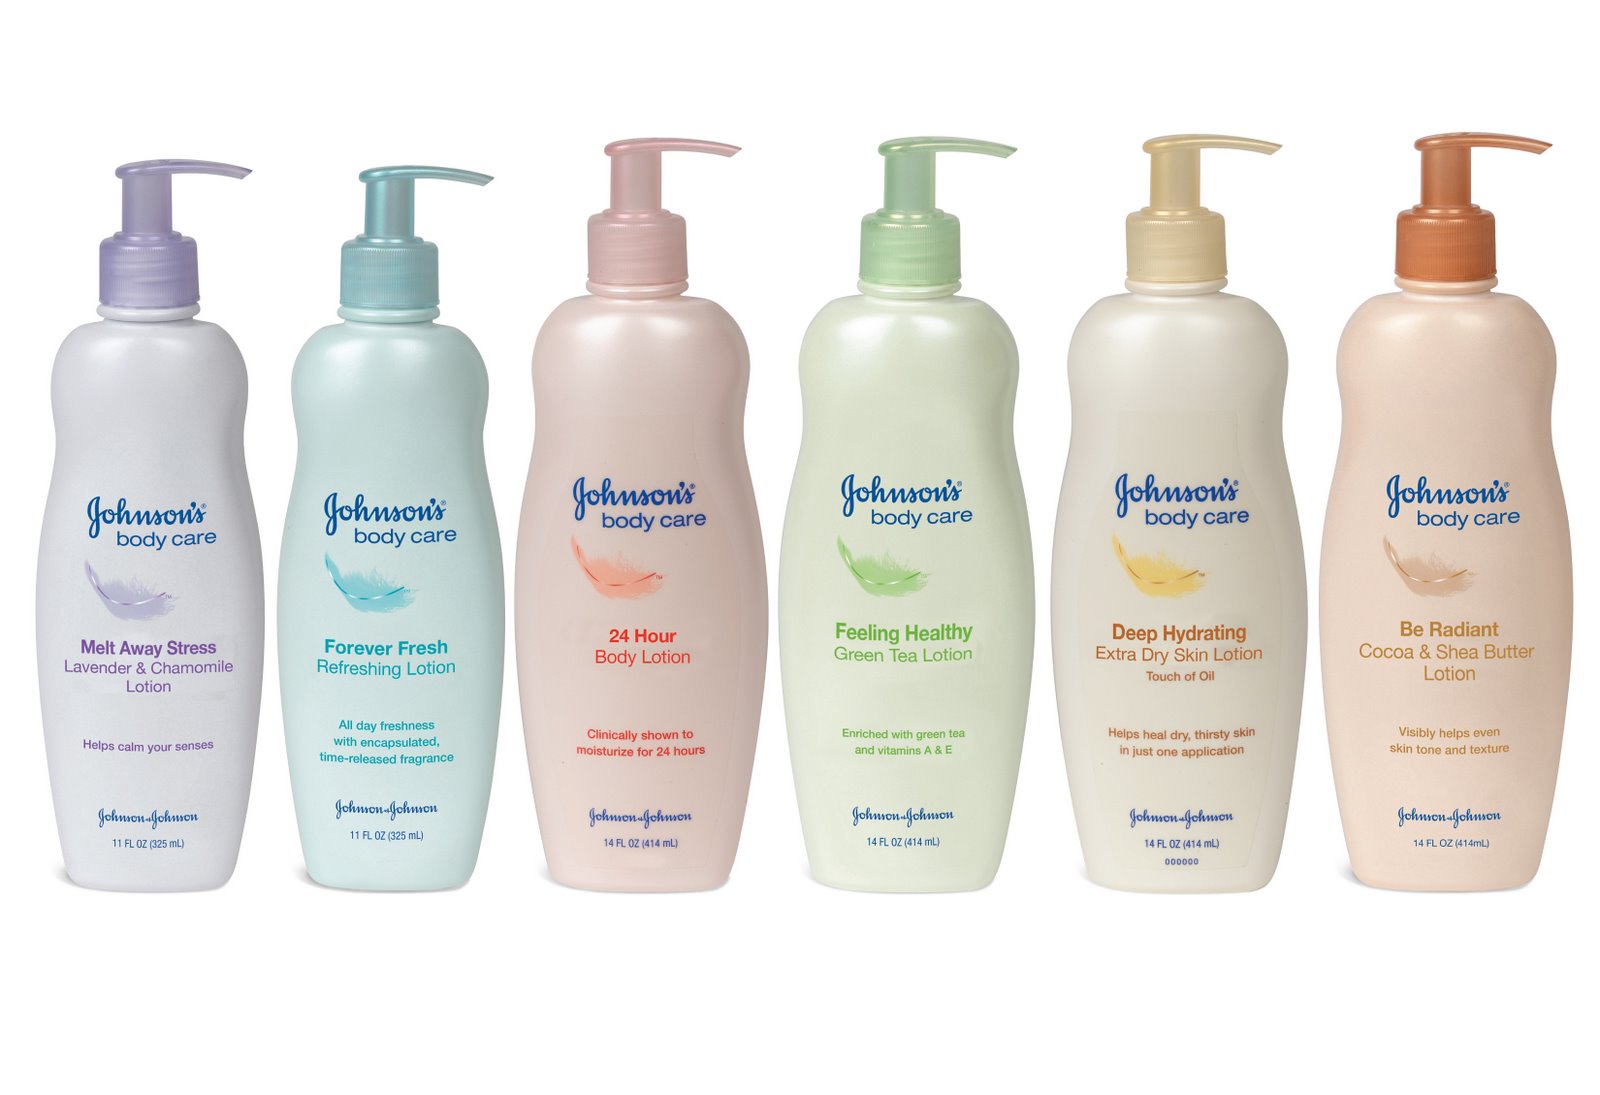 Johnson's®
body care
™
Melt Away Stress
Lavender & Chamomile
Lotion
Helps calm your senses
Johnson & Johnson
11 FL OZ (325 mL)
Johnson's®
body care
™
Forever Fresh
Refreshing Lotion
All day freshness
with encapsulated,
time-released fragrance
Johnson & Johnson
11 FL OZ (325 mL)
Johnson's®
body care
™
24 Hour
Body Lotion
Clinically shown to
moisturize for 24 hours
Johnson & Johnson
14 FL OZ (414 mL)
Johnson's®
body care
™
Feeling Healthy
Green Tea Lotion
Enriched with green tea
and vitamins A & E
Johnson & Johnson
14 FL OZ (414 mL)
Johnson's®
body care
™
Deep Hydrating
Extra Dry Skin Lotion
Touch of Oil
Helps heal dry, thirsty skin
in just one application
Johnson & Johnson
14 FL OZ (414 mL)
000000
Johnson's®
body care
™
Be Radiant
Cocoa & Shea Butter
Lotion
Visibly helps even
skin tone and texture
Johnson & Johnson
14 FL OZ (414mL)